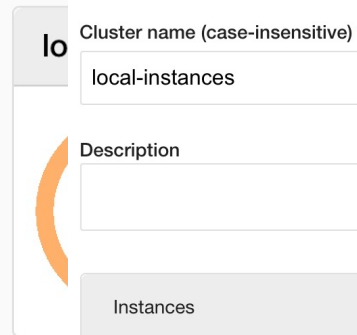 lo
Cluster name (case-insensitive)
local-instances
Description
Instances